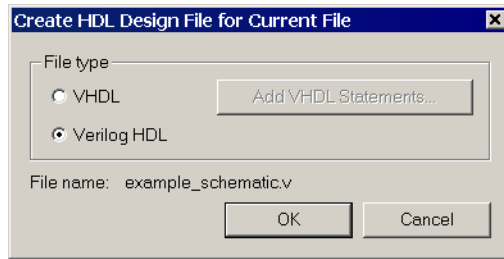 Create HDL Design File for Current File
File type
VHDL
Add VHDL Statements...
Verilog HDL
File name: example_schematic.v
OK
Cancel